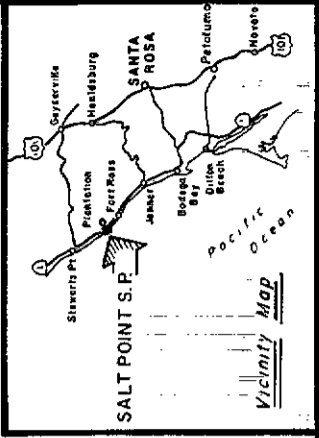 101
Geyserville
Healdsburg
SANTA
ROSA
Petaluma
Novato
101
1
Stewarts Pt.
Plantation
Fort Ross
Jenner
Bodega
Bay
Dillon
Beach
1
SALT POINT S.P.
Pacific
Ocean
Vicinity Map